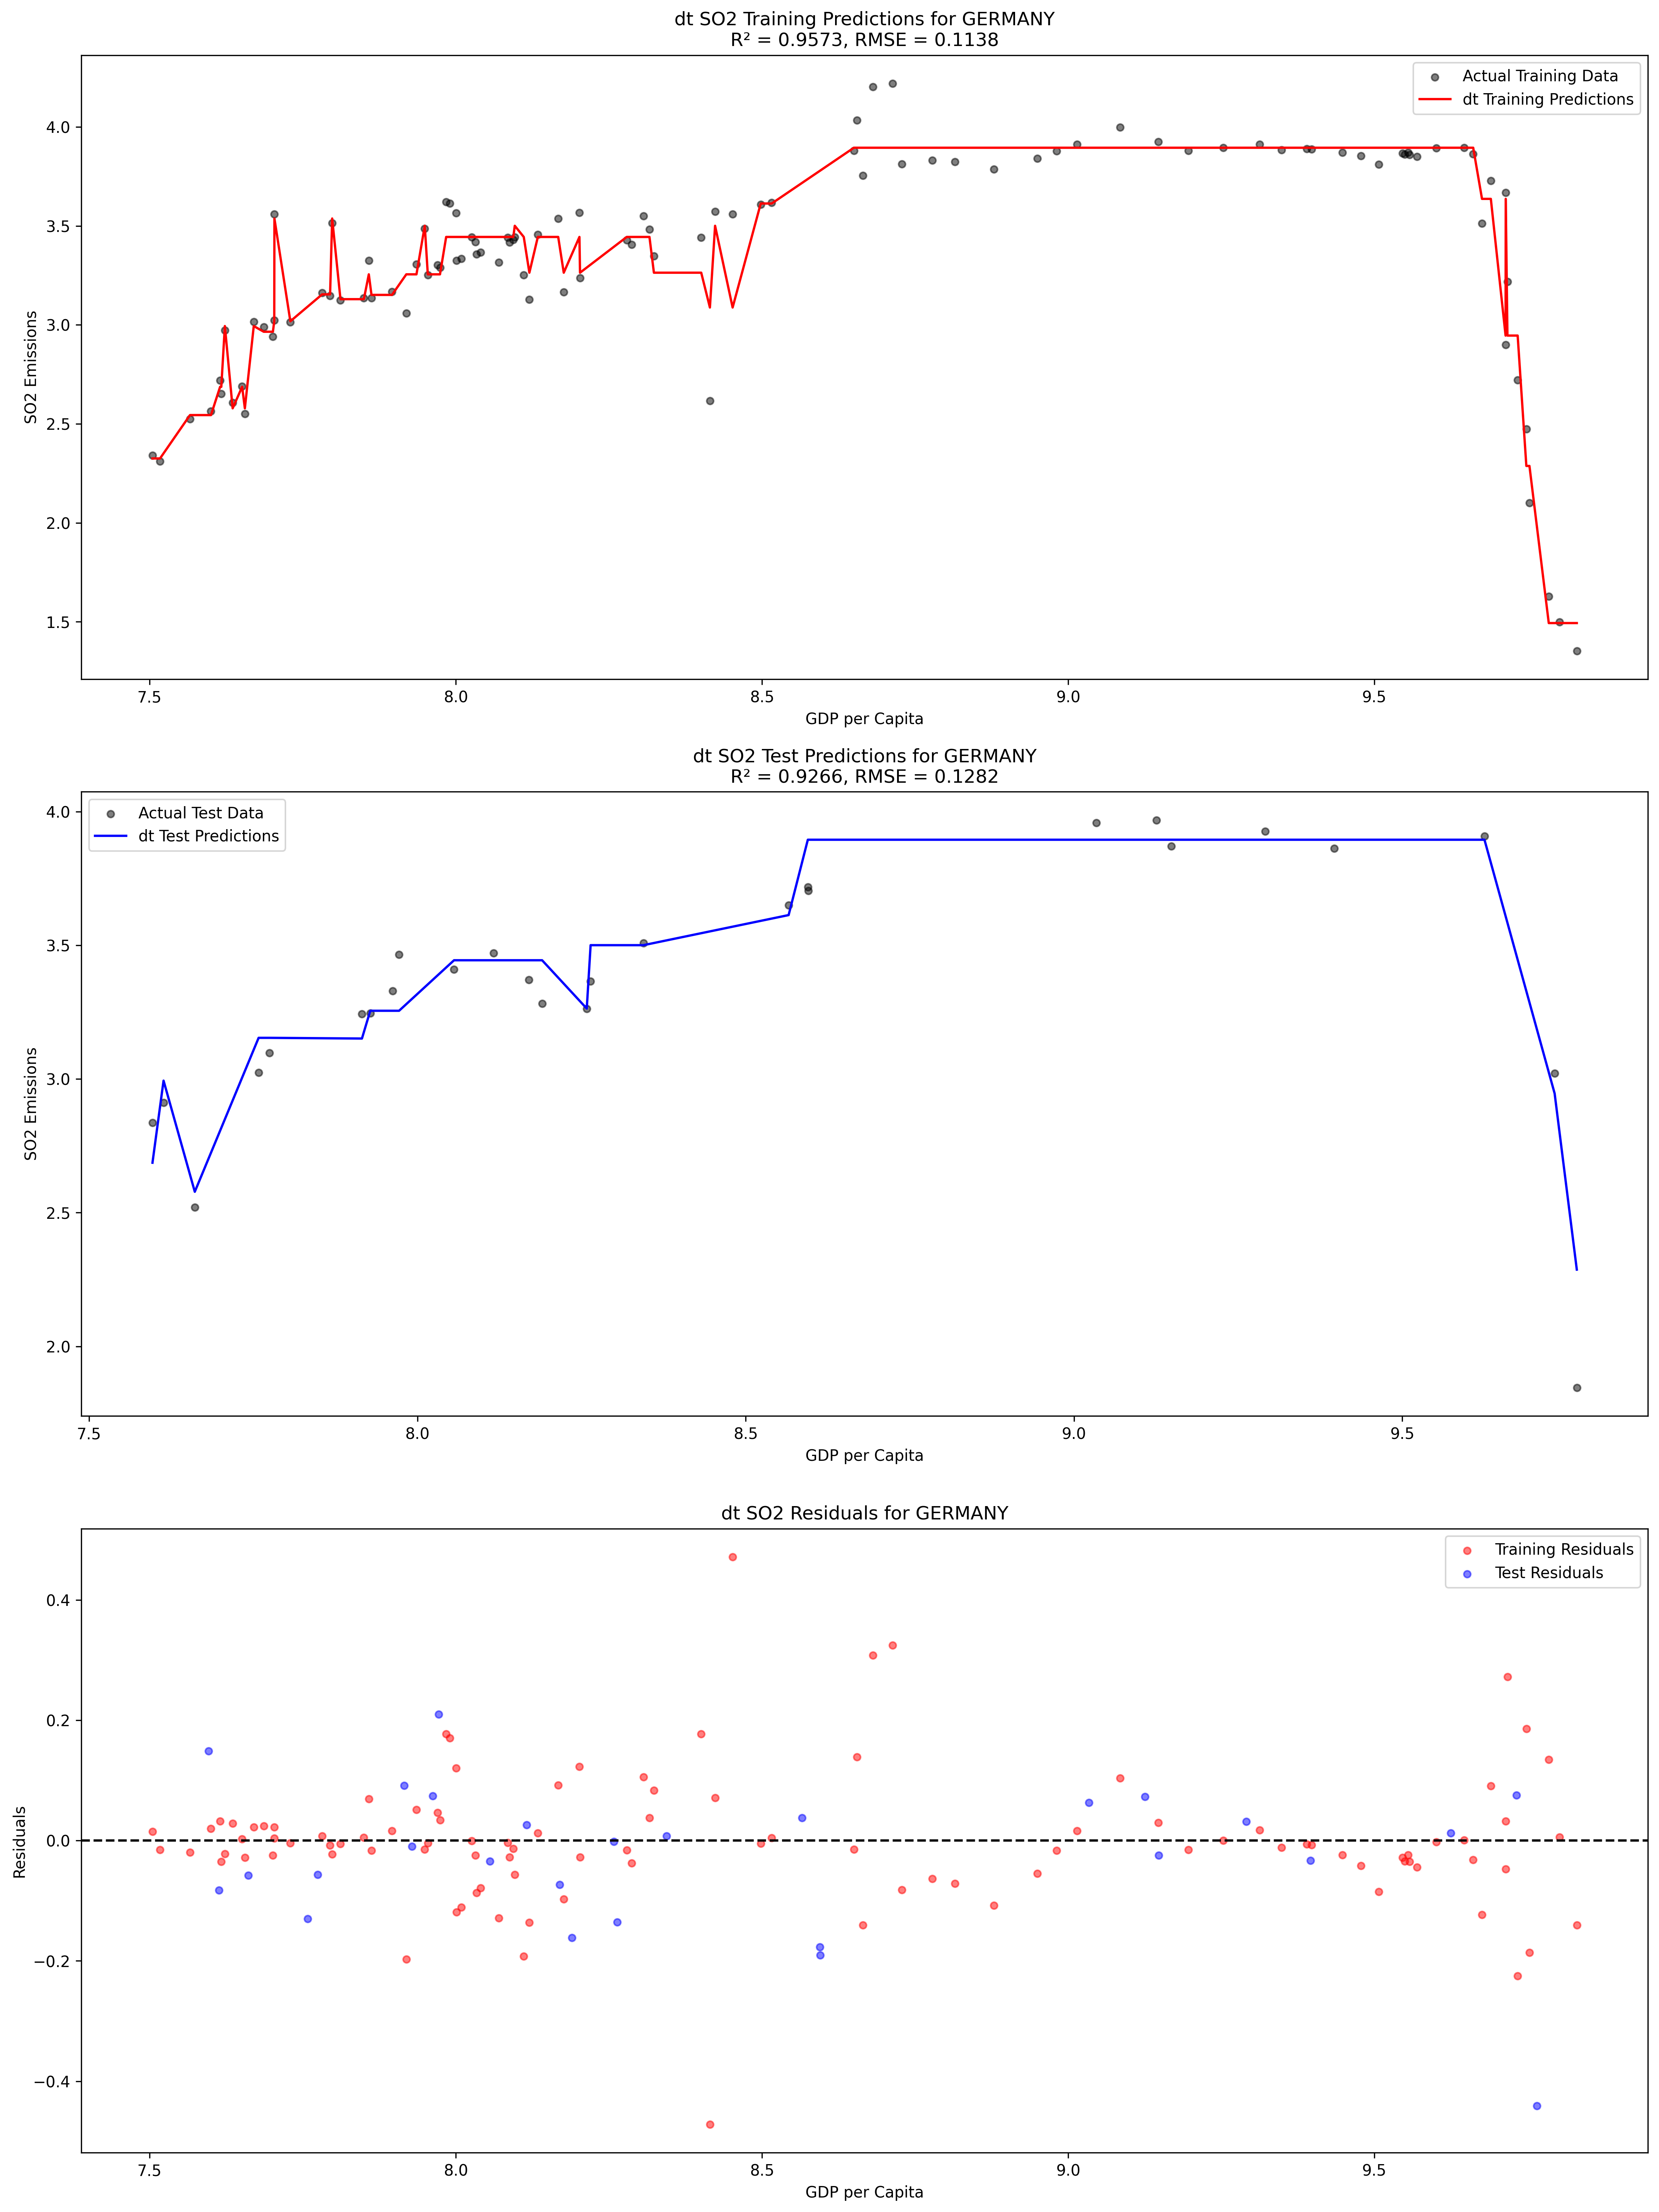 dt SO2 Training Predictions for GERMANY
R² = 0.9573, RMSE = 0.1138
Actual Training Data
dt Training Predictions
SO2 Emissions
4.0
3.5
3.0
2.5
2.0
1.5
7.5 8.0 8.5 9.0 9.5
GDP per Capita
dt SO2 Test Predictions for GERMANY
R² = 0.9266, RMSE = 0.1282
Actual Test Data
dt Test Predictions
SO2 Emissions
4.0
3.5
3.0
2.5
2.0
7.5 8.0 8.5 9.0 9.5
GDP per Capita
dt SO2 Residuals for GERMANY
Training Residuals
Test Residuals
Residuals
0.4
0.2
0.0
−0.2
−0.4
7.5 8.0 8.5 9.0 9.5
GDP per Capita